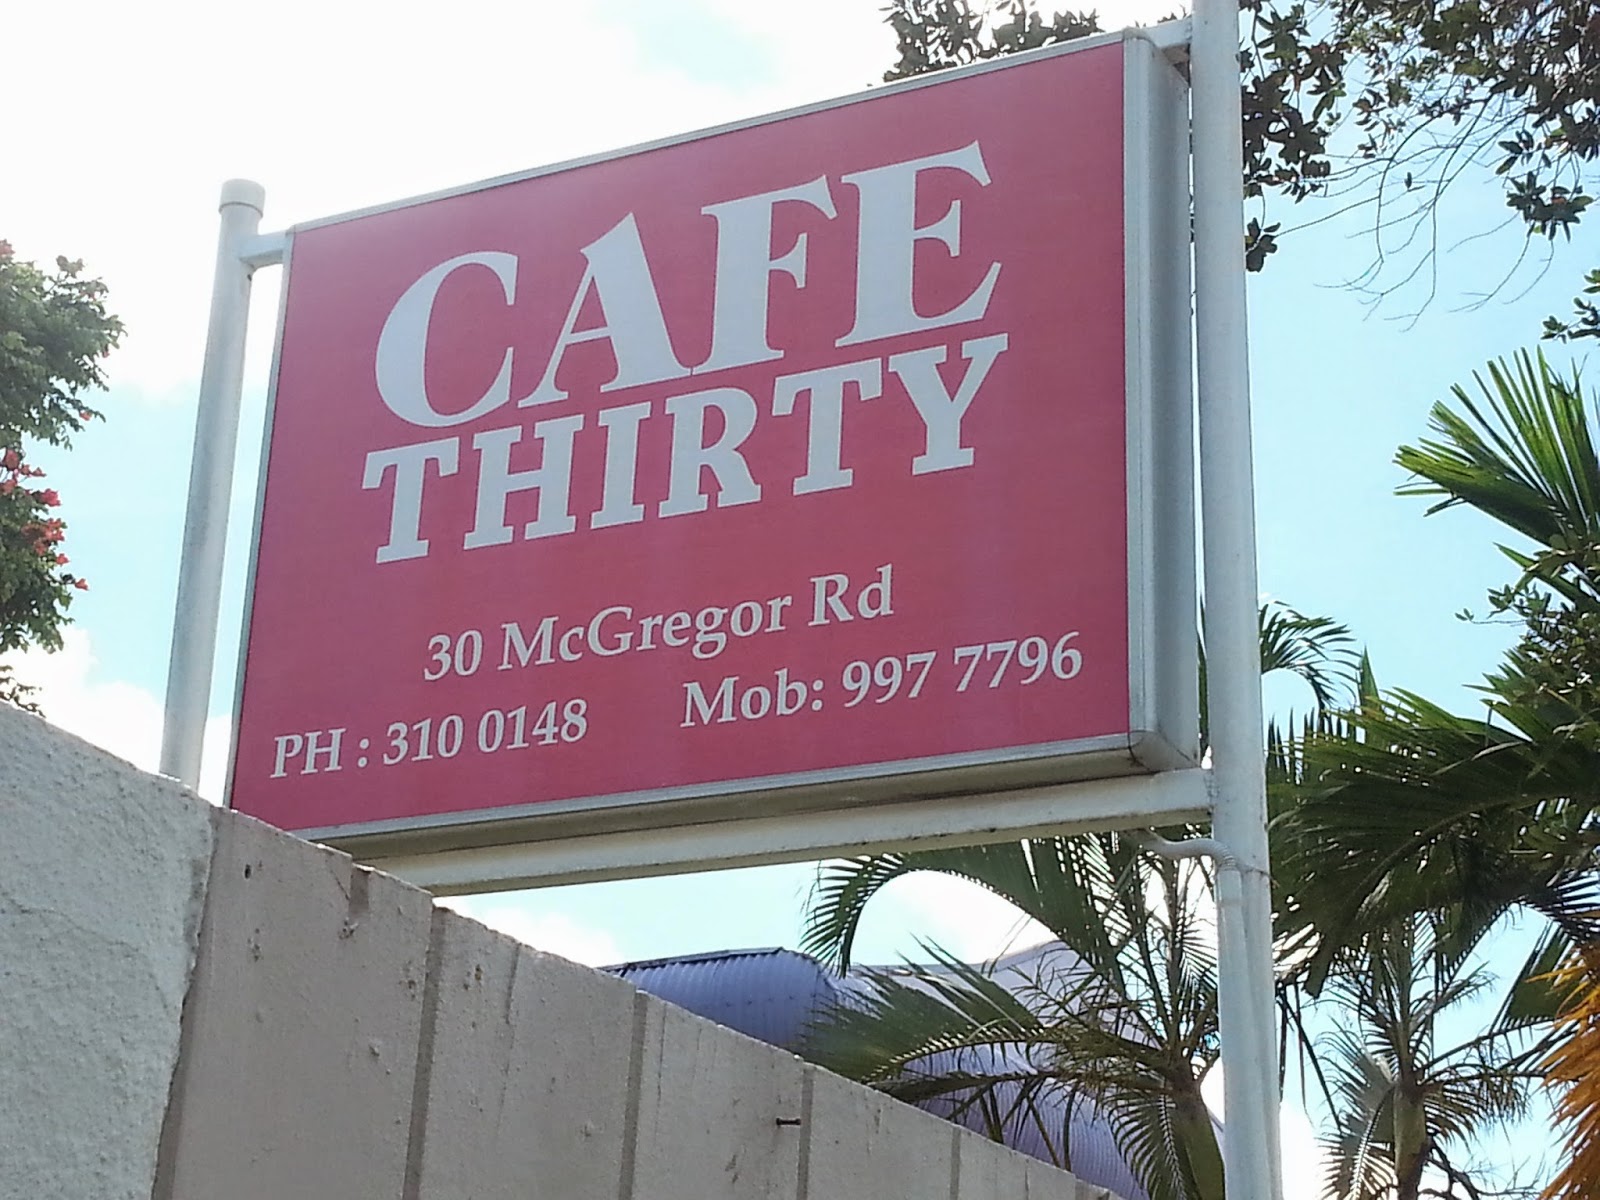 CAFE
THIRTY
30 McGregor Rd
PH : 310 0148 Mob: 997 7796